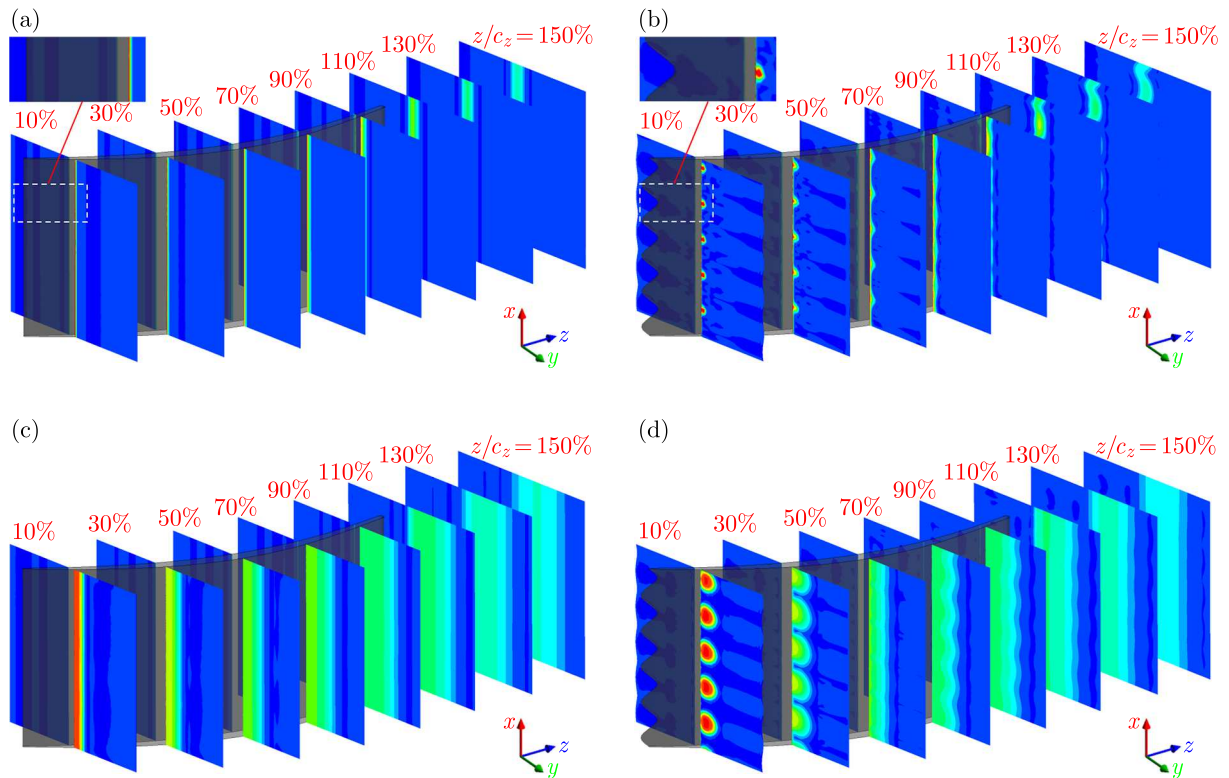 (a)
z/c_z = 150%
130%
110%
90%
70%
50%
30%
10%
x
z
y
(b)
z/c_z = 150%
130%
110%
90%
70%
50%
30%
10%
x
z
y
(c)
z/c_z = 150%
130%
110%
90%
70%
50%
30%
10%
x
z
y
(d)
z/c_z = 150%
130%
110%
90%
70%
50%
30%
10%
x
z
y